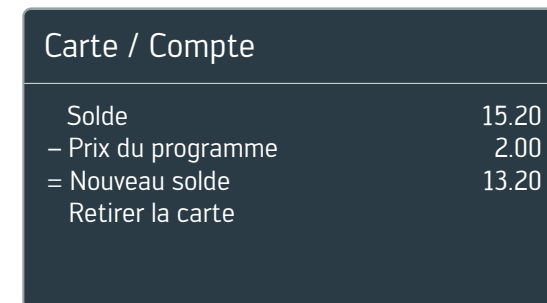 Carte / Compte
Solde 15.20
– Prix du programme 2.00
= Nouveau solde 13.20
Retirer la carte